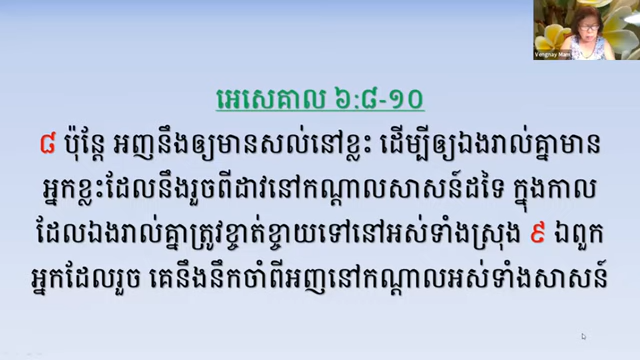 Vengnay Mam
អេសេគាល ៦:៨-១០
៨ ប៉ុន្តែ អញនឹងឲ្យមានសល់នៅខ្លះ ដើម្បីឲ្យឯងរាល់គ្នាមាន
អ្នកខ្លះដែលនឹងរួចពីដាវនៅកណ្តាលសាសន៍ដទៃ ក្នុងកាល
ដែលឯងរាល់គ្នាត្រូវខ្ចាត់ខ្ចាយទៅនៅអស់ទាំងស្រុង ៩ ឯពួក
អ្នកដែលរួច គេនឹងនឹកចាំពីអញនៅកណ្តាលអស់ទាំងសាសន៍